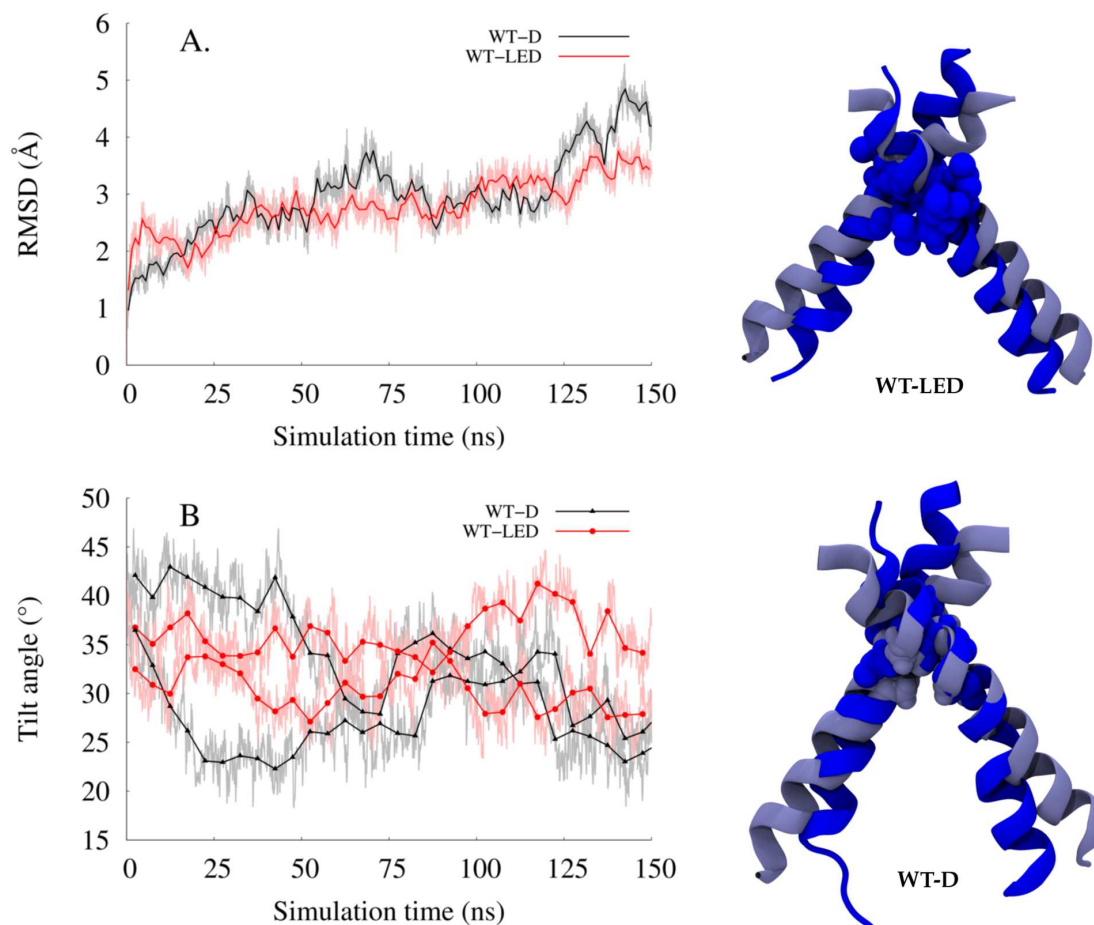 A.
WT-D
WT-LED
RMSD (Å)
6
5
4
3
2
1
0
0 25 50 75 100 125 150
Simulation time (ns)
WT-LED
B
WT-D
WT-LED
Tilt angle (°)
50
45
40
35
30
25
20
15
0 25 50 75 100 125 150
Simulation time (ns)
WT-D